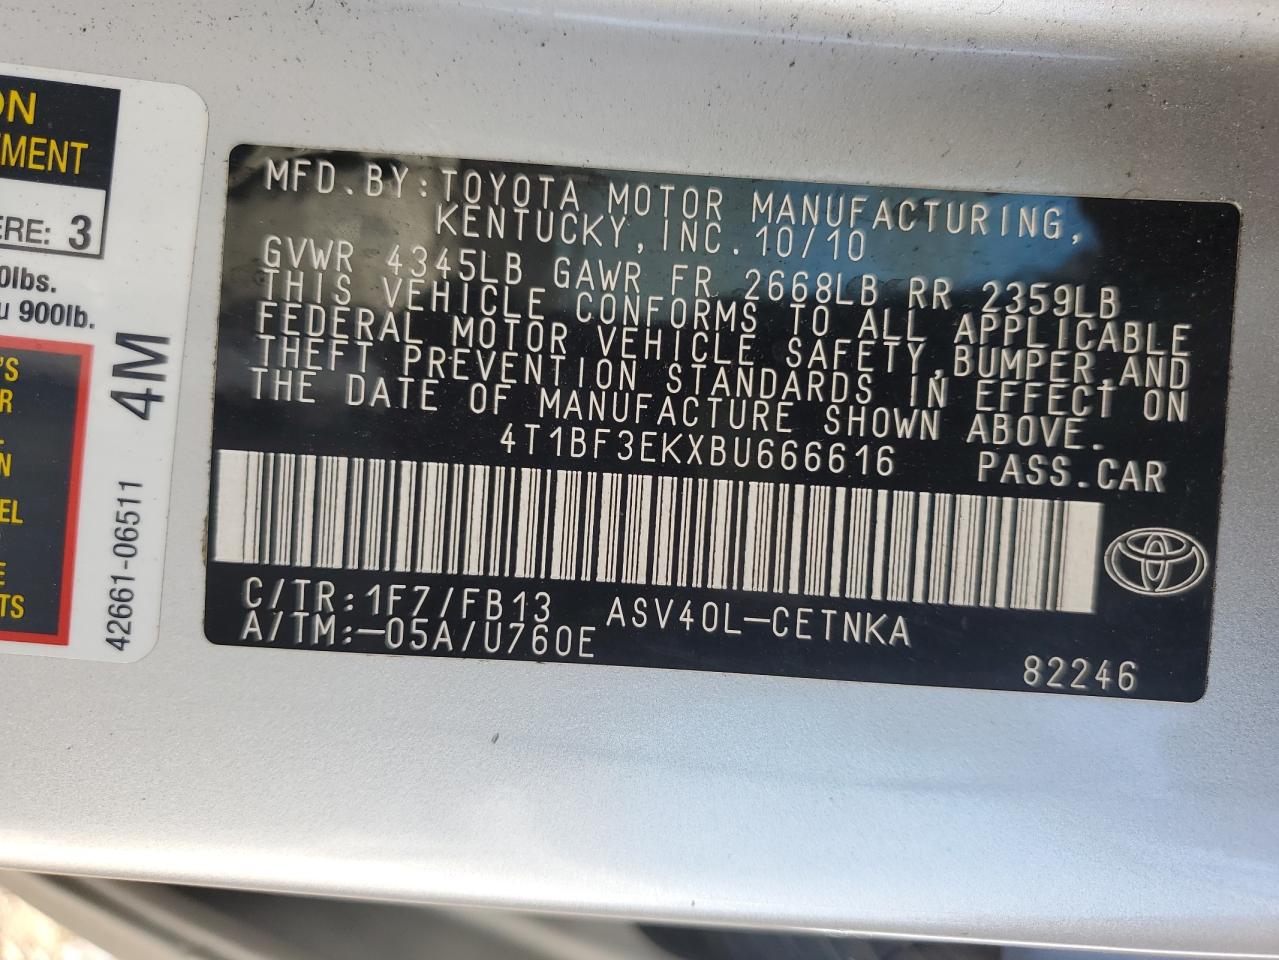 ON
MENT
ERE: 3
0lbs.
u 900lb.
'S
R
N
EL
E
TS
4M
42661-06511
MFD.BY:TOYOTA MOTOR MANUFACTURING,
KENTUCKY,INC.10/10
GVWR 4345LB GAWR FR 2668LB RR 2359LB
THIS VEHICLE CONFORMS TO ALL APPLICABLE
FEDERAL MOTOR VEHICLE SAFETY,BUMPER,AND
THEFT PREVENTION STANDARDS IN EFFECT ON
THE DATE OF MANUFACTURE SHOWN ABOVE.
4T1BF3EKXBU666616 PASS.CAR
C/TR:1F7/FB13 ASV40L-CETNKA
A/TM:-05A/U760E
82246